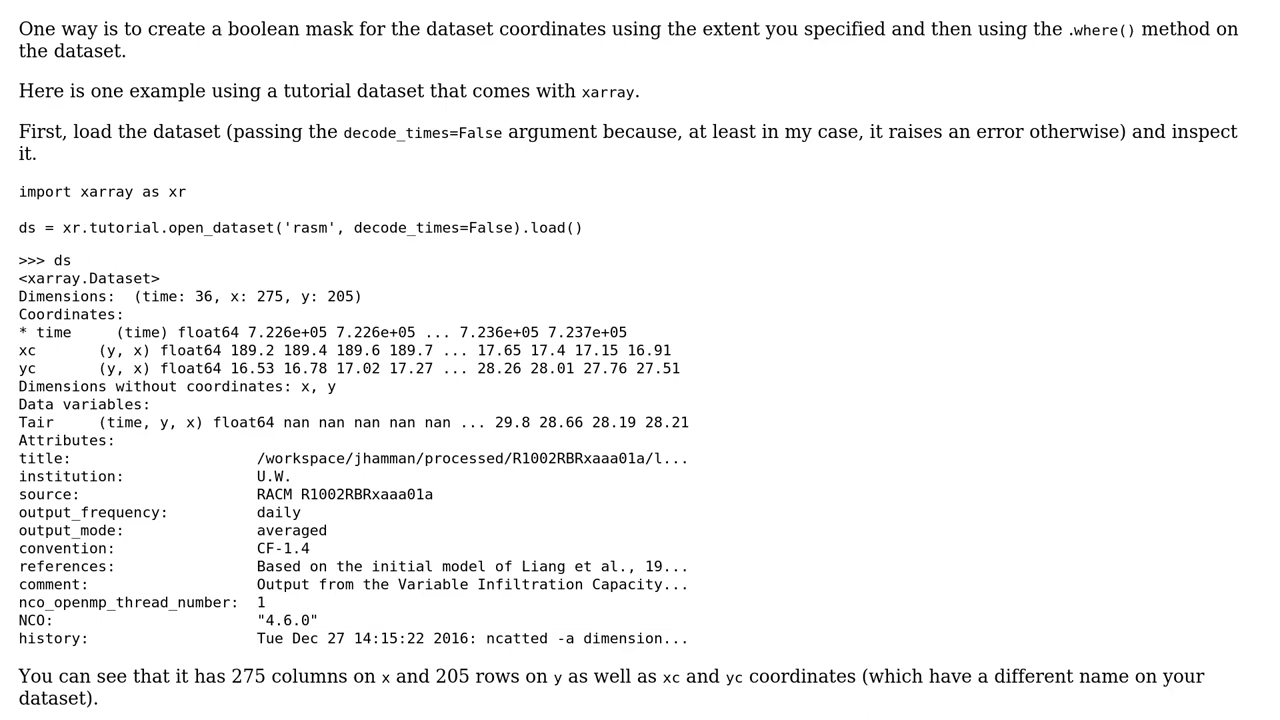 One way is to create a boolean mask for the dataset coordinates using the extent you specified and then using the .where() method on
the dataset.
Here is one example using a tutorial dataset that comes with xarray.
First, load the dataset (passing the decode_times=False argument because, at least in my case, it raises an error otherwise) and inspect
it.
import xarray as xr
ds = xr.tutorial.open_dataset('rasm', decode_times=False).load()
>>> ds
<xarray.Dataset>
Dimensions:  (time: 36, x: 275, y: 205)
Coordinates:
* time     (time) float64 7.226e+05 7.226e+05 ... 7.236e+05 7.237e+05
xc       (y, x) float64 189.2 189.4 189.6 189.7 ... 17.65 17.4 17.15 16.91
yc       (y, x) float64 16.53 16.78 17.02 17.27 ... 28.26 28.01 27.76 27.51
Dimensions without coordinates: x, y
Data variables:
Tair     (time, y, x) float64 nan nan nan nan nan ... 29.8 28.66 28.19 28.21
Attributes:
title:                     /workspace/jhamman/processed/R1002RBRxaaa01a/l...
institution:               U.W.
source:                    RACM R1002RBRxaaa01a
output_frequency:          daily
output_mode:               averaged
convention:                CF-1.4
references:                Based on the initial model of Liang et al., 19...
comment:                   Output from the Variable Infiltration Capacity...
nco_openmp_thread_number:  1
NCO:                       "4.6.0"
history:                   Tue Dec 27 14:15:22 2016: ncatted -a dimension...
You can see that it has 275 columns on x and 205 rows on y as well as xc and yc coordinates (which have a different name on your
dataset).